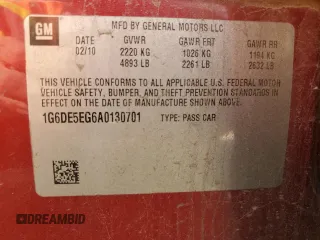 GM
MFD BY GENERAL MOTORS LLC
DATE GVWR GAWR FRT GAWR RR
02/10 2220 KG 1026 KG 1194 KG
4893 LB 2261 LB 2632 LB
THIS VEHICLE CONFORMS TO ALL APPLICABLE U.S. FEDERAL MOTOR
VEHICLE SAFETY, BUMPER, AND THEFT PREVENTION STANDARDS IN
EFFECT ON THE DATE OF MANUFACTURE SHOWN ABOVE.
1G6DE5EG6A0130701 TYPE: PASS CAR
DREAMBID